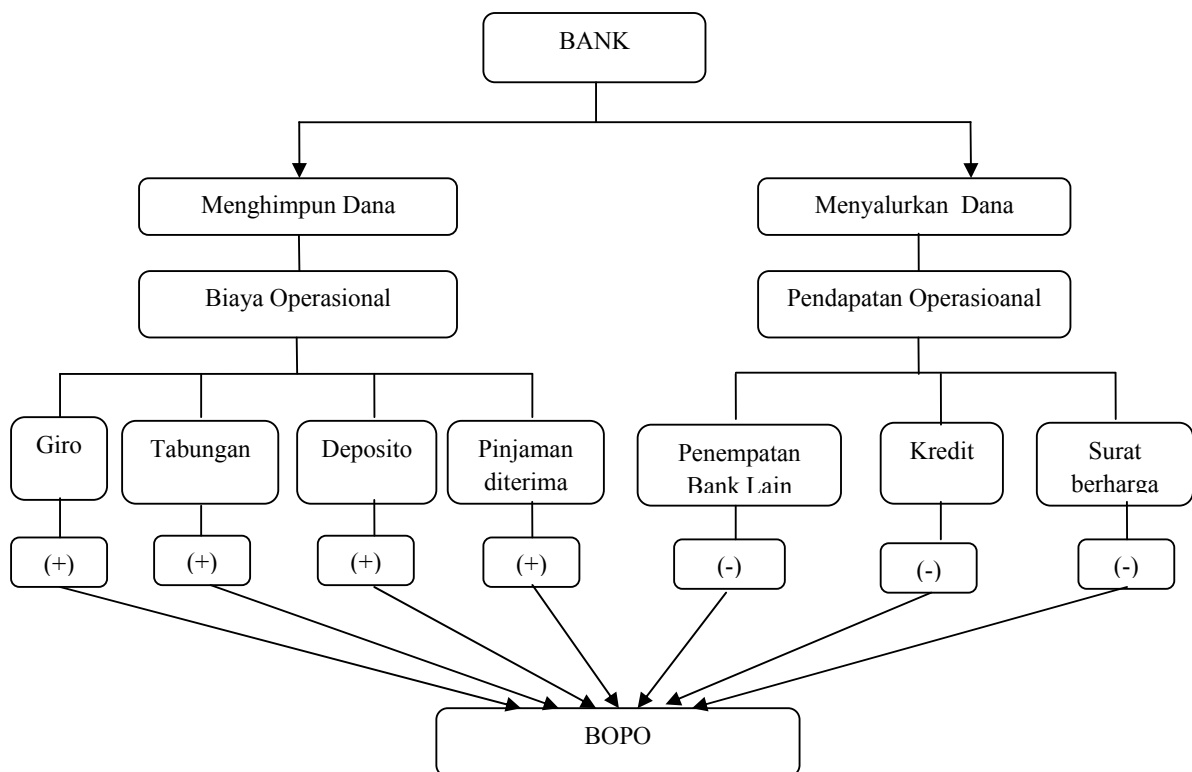 BANK
Menghimpun Dana
Menyalurkan Dana
Biaya Operasional
Pendapatan Operasioanal
Giro
Tabungan
Deposito
Pinjaman
diterima
Penempatan
Bank Lain
Kredit
Surat
berharga
(+)
(+)
(+)
(+)
(-)
(-)
(-)
BOPO